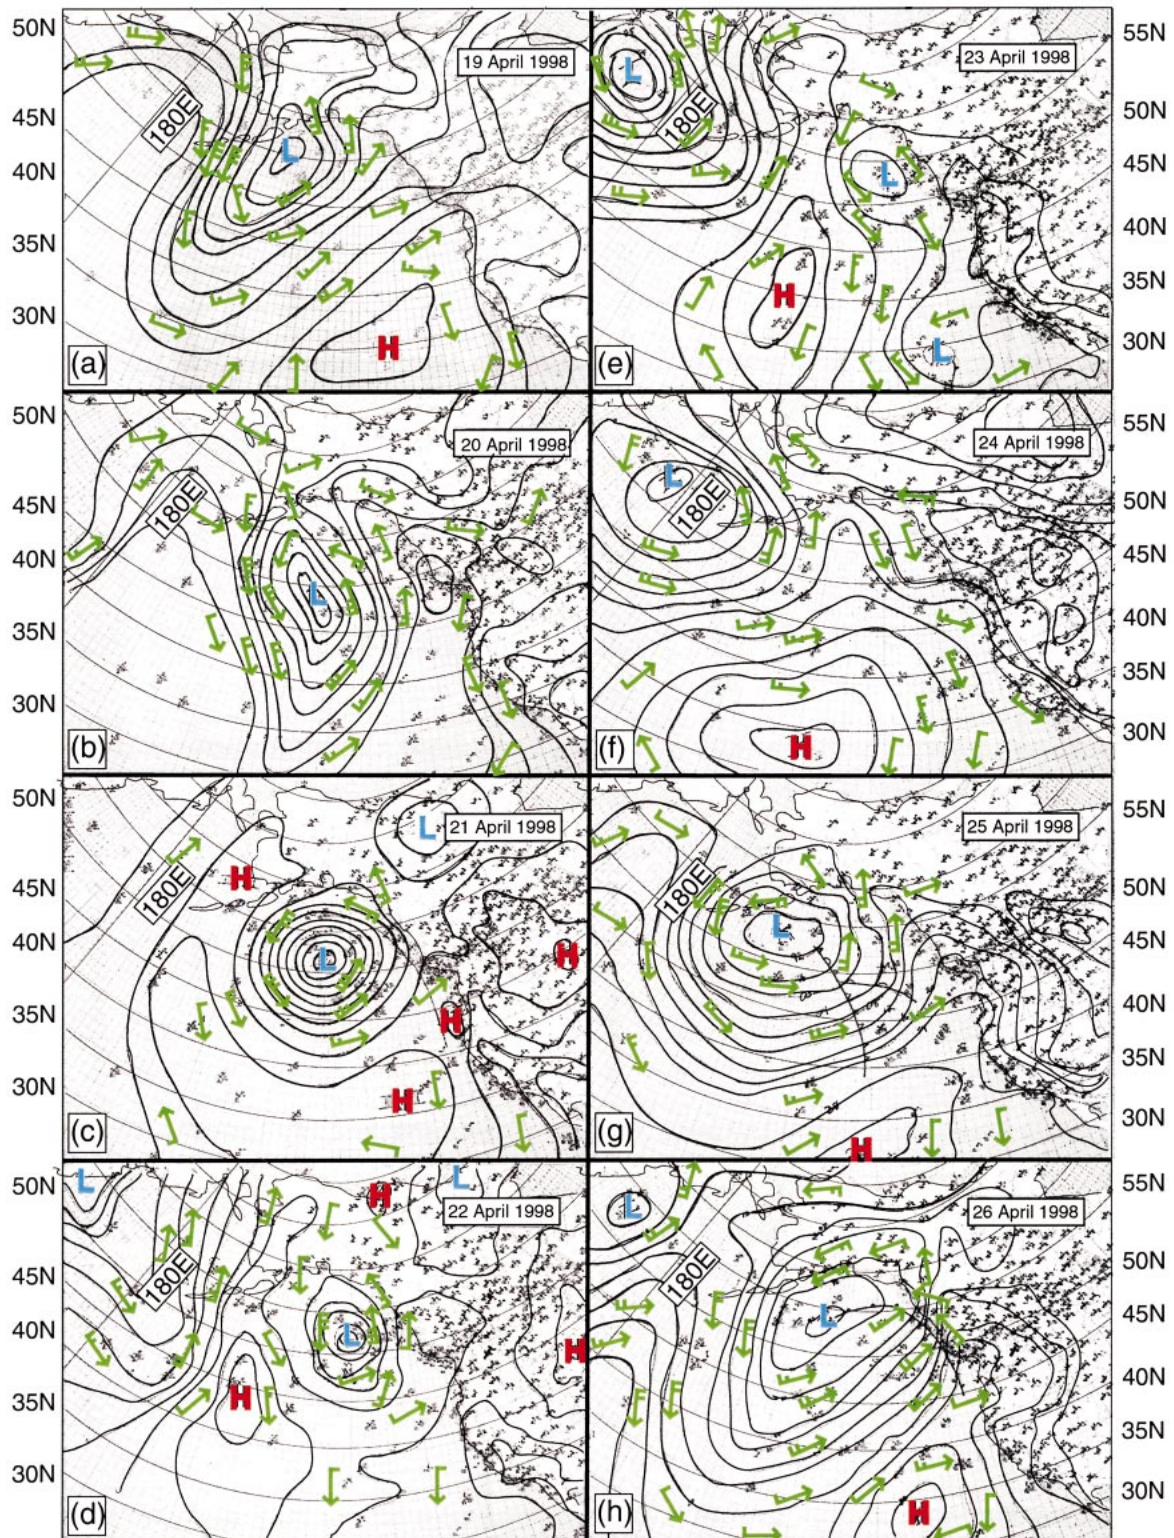 50N
45N
40N
35N
30N
19 April 1998
180E
L
H
(a)
55N
50N
45N
40N
35N
30N
23 April 1998
L
180E
L
H
L
(e)
50N
45N
40N
35N
30N
20 April 1998
180E
L
(b)
55N
50N
45N
40N
35N
30N
24 April 1998
L
180E
H
(f)
50N
45N
40N
35N
30N
21 April 1998
L
H
180E
L
H
H
H
(c)
55N
50N
45N
40N
35N
30N
25 April 1998
180E
L
H
(g)
50N
45N
40N
35N
30N
L
H
L
22 April 1998
180E
L
H
H
(d)
55N
50N
45N
40N
35N
30N
L
26 April 1998
180E
L
H
(h)